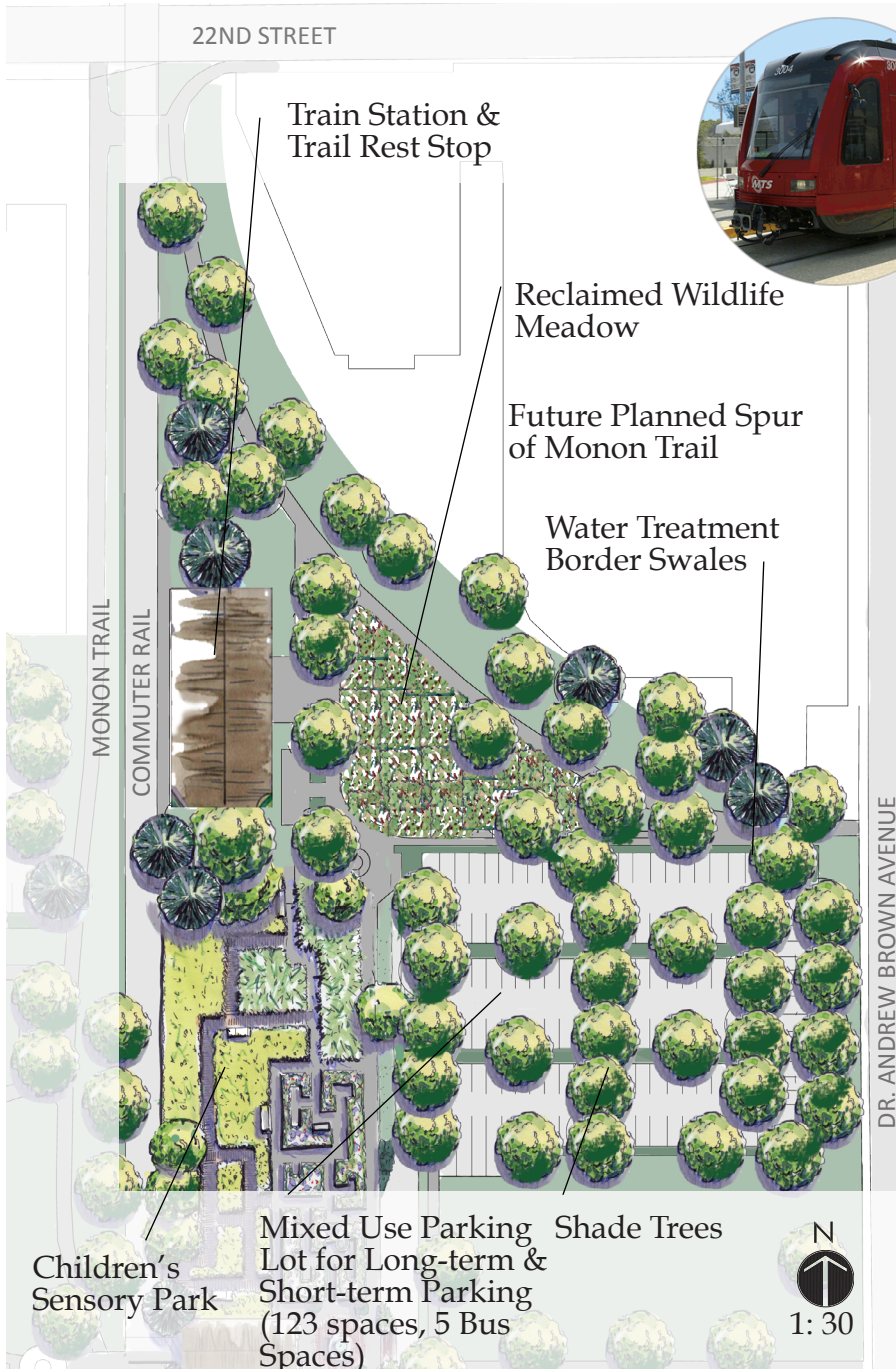 22ND STREET
3004
MTS
Train Station &
Trail Rest Stop
Reclaimed Wildlife
Meadow
Future Planned Spur
of Monon Trail
Water Treatment
Border Swales
MONON TRAIL
COMMUTER RAIL
DR. ANDREW BROWN AVENUE
Children's
Sensory Park
Mixed Use Parking
Lot for Long-term &
Short-term Parking
(123 spaces, 5 Bus
Spaces)
Shade Trees
N
1: 30